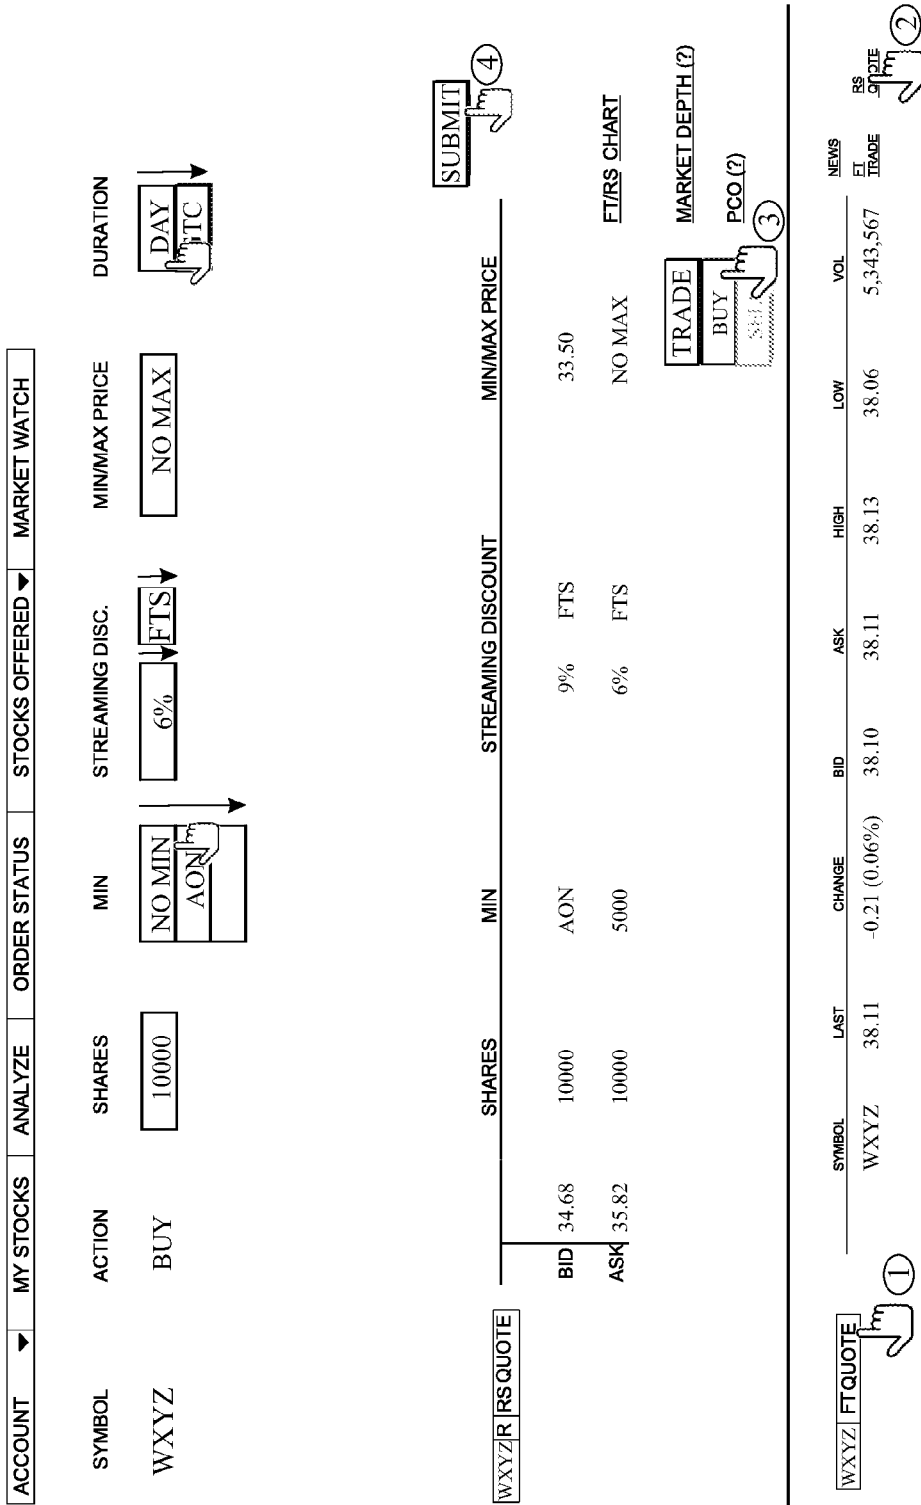 ACCOUNT MY STOCKS ANALYZE ORDER STATUS STOCKS OFFERED MARKET WATCH
SYMBOL ACTION SHARES MIN STREAMING DISC. MIN/MAX PRICE DURATION
WXYZ BUY 10000 NO MIN 6% FTS NO MAX DAY
AON
SUBMIT
4
WXYZ R RS QUOTE SHARES MIN STREAMING DISCOUNT MIN/MAX PRICE
BID 34.68 10000 AON 9% FTS 33.50
ASK 35.82 10000 5000 6% FTS NO MAX FT/RS CHART
TRADE MARKET DEPTH (?)
BUY PCO (?)
3
WXYZ FT QUOTE SYMBOL LAST CHANGE BID ASK HIGH LOW VOL NEWS
WXYZ 38.11 -0.21 (0.06%) 38.10 38.11 38.13 38.06 5,343,567 FT TRADE RS
1
2